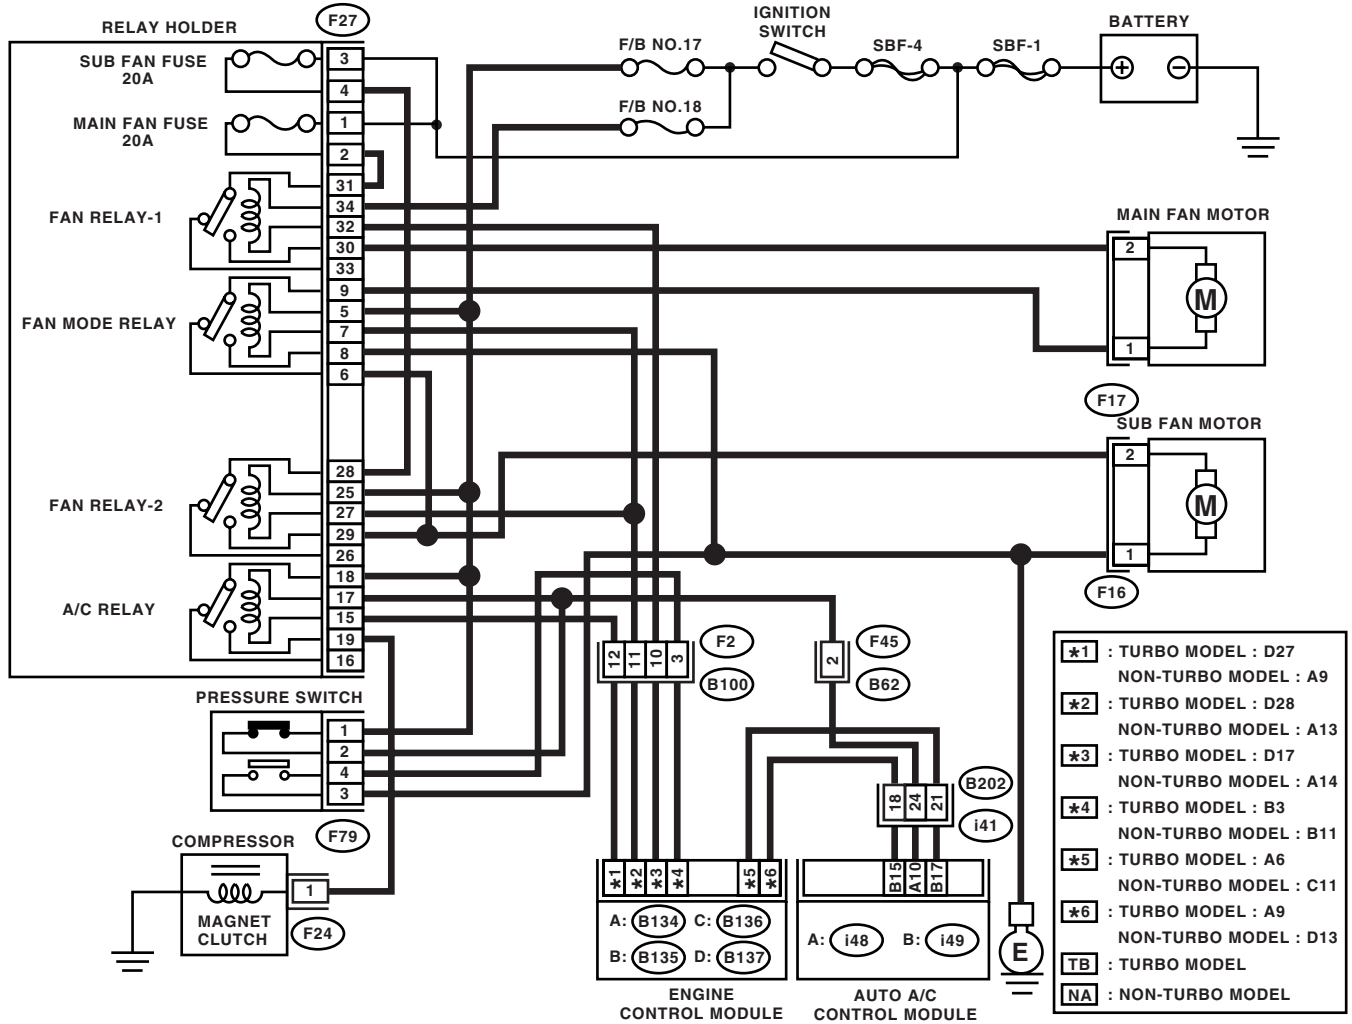 RELAY HOLDER
F27
IGNITION
SWITCH
BATTERY
F/B NO.17
SBF-4
SBF-1
SUB FAN FUSE
20A
3
4
+
−
F/B NO.18
MAIN FAN FUSE
20A
1
2
FAN RELAY-1
31
34
32
30
33
MAIN FAN MOTOR
2
M
1
F17
FAN MODE RELAY
9
5
7
8
6
SUB FAN MOTOR
2
M
1
F16
FAN RELAY-2
28
25
27
29
26
A/C RELAY
18
17
15
19
16
12
11
10
3
F2
B100
2
F45
B62
PRESSURE SWITCH
1
2
4
3
F79
18
24
21
B202
i41
COMPRESSOR
1
MAGNET
CLUTCH
F24
*1
*2
*3
*4
*5
*6
A: B134 C: B136
B: B135 D: B137
ENGINE
CONTROL MODULE
B15
A10
B17
A: i48 B: i49
AUTO A/C
CONTROL MODULE
E
*1 : TURBO MODEL : D27
NON-TURBO MODEL : A9
*2 : TURBO MODEL : D28
NON-TURBO MODEL : A13
*3 : TURBO MODEL : D17
NON-TURBO MODEL : A14
*4 : TURBO MODEL : B3
NON-TURBO MODEL : B11
*5 : TURBO MODEL : A6
NON-TURBO MODEL : C11
*6 : TURBO MODEL : A9
NON-TURBO MODEL : D13
TB : TURBO MODEL
NA : NON-TURBO MODEL